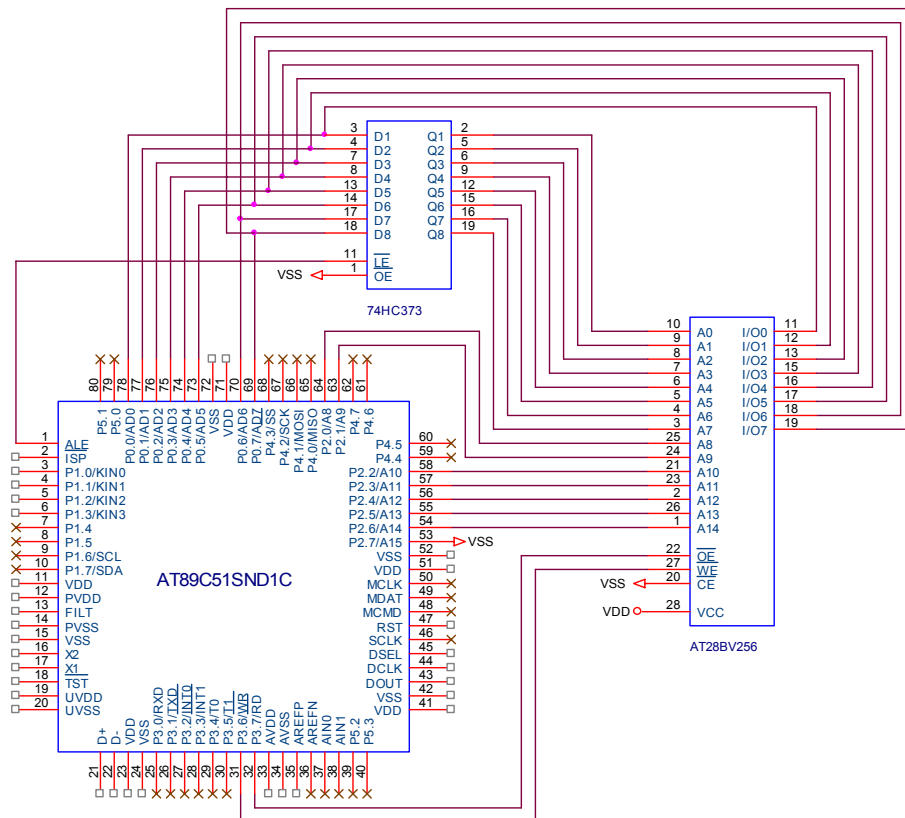 3 D1 Q1 2
4 D2 Q2 5
7 D3 Q3 6
8 D4 Q4 9
13 D5 Q5 12
14 D6 Q6 15
17 D7 Q7 16
18 D8 Q8 19
11 LE
VSS 1 OE
74HC373
10 A0 I/O0 11
9 A1 I/O1 12
8 A2 I/O2 13
7 A3 I/O3 15
6 A4 I/O4 16
5 A5 I/O5 17
4 A6 I/O6 18
3 A7 I/O7 19
25 A8
24 A9
21 A10
23 A11
2 A12
26 A13
1 A14
22 OE
27 WE
VSS 20 CE
VDD 28 VCC
AT28BV256
80 79 78 77 76 75 74 73 72 71 70 69 68 67 66 65 64 63 62 61
P5.1 P5.0 P0.0/AD0 P0.1/AD1 P0.2/AD2 P0.3/AD3 P0.4/AD4 P0.5/AD5 VSS VDD P0.6/AD6 P0.7/AD7 P4.3/SS P4.2/SCK P4.1/MOSI P4.0/MISO P2.0/A8 P2.1/A9 P4.7 P4.6
1 ALE
2 ISP
3 P1.0/KIN0
4 P1.1/KIN1
5 P1.2/KIN2
6 P1.3/KIN3
7 P1.4
8 P1.5
9 P1.6/SCL
10 P1.7/SDA
11 VDD
12 PVDD
13 FILT
14 PVSS
15 VSS
16 X2
17 X1
18 TST
19 UVDD
20 UVSS
AT89C51SND1C
P4.5 60
P4.4 59
P2.2/A10 58
P2.3/A11 57
P2.4/A12 56
P2.5/A13 55
P2.6/A14 54
P2.7/A15 53 VSS
VSS 52
VDD 51
MCLK 50
MDAT 49
MCMD 48
RST 47
SCLK 46
DSEL 45
DCLK 44
DOUT 43
VSS 42
VDD 41
D+ D- VDD VSS P3.0/RXD P3.1/TXD P3.2/INT0 P3.3/INT1 P3.4/T0 P3.5/T1 P3.6/WR P3.7/RD AVDD AVSS AREFP AREFN AIN0 AIN1 P5.2 P5.3
21 22 23 24 25 26 27 28 29 30 31 32 33 34 35 36 37 38 39 40